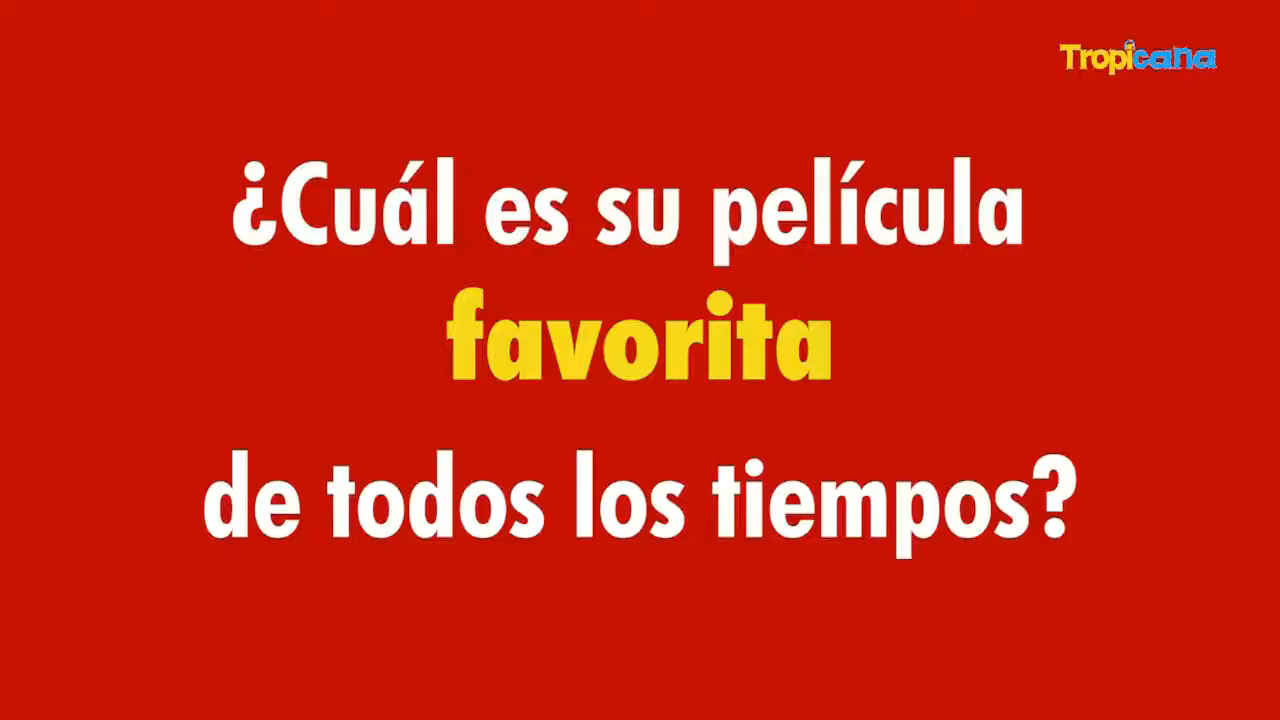 Tropicana
¿Cuál es su película
favorita
de todos los tiempos?